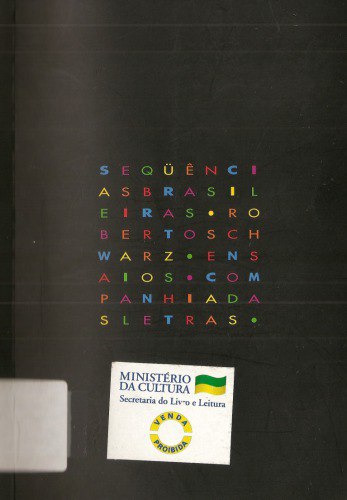 SEQÜÊNCI
ASBRASIL
EIRAS•RO
BERTOSCH
WARZ•ENS
AIOS•COM
PANHIADA
SLETRAS•
MINISTÉRIO
DA CULTURA
Secretaria do Livro e Leitura
VENDA
PROIBIDA